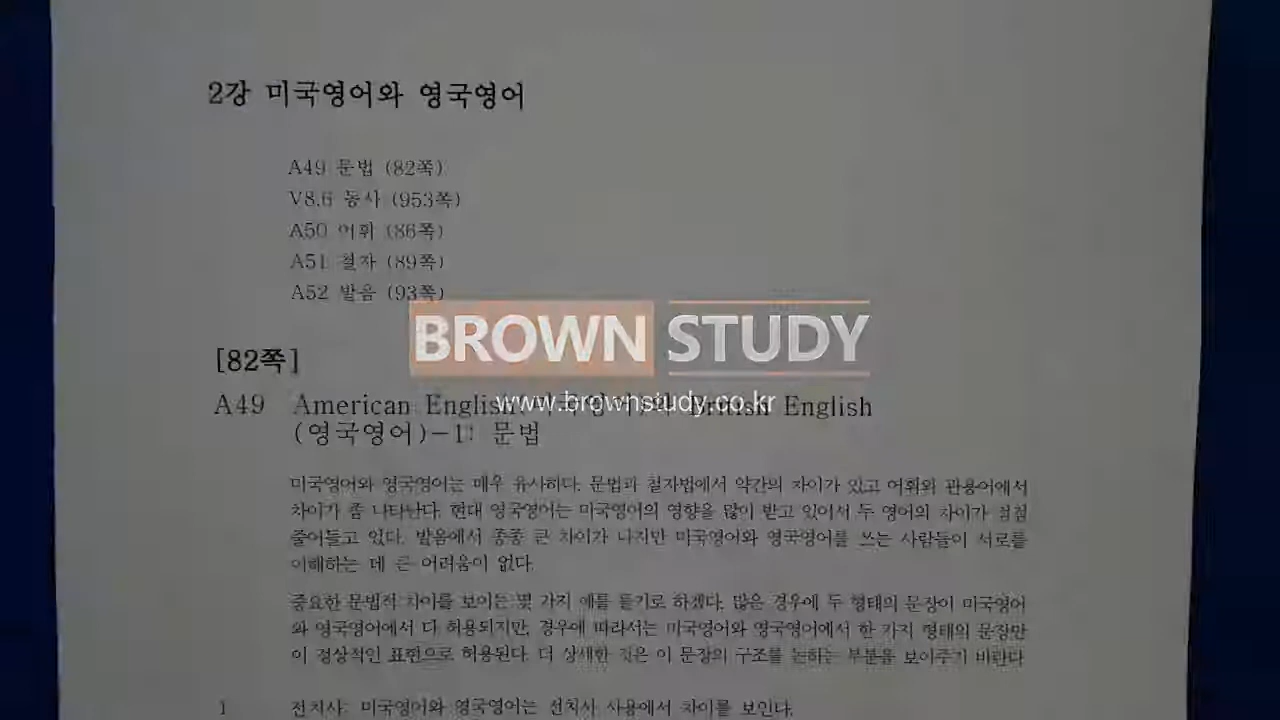 2강 미국영어와 영국영어
A49 문법 (82쪽)
V8.6 동사 (953쪽)
A50 어휘 (86쪽)
A51 철자 (89쪽)
A52 발음 (93쪽)
BROWN STUDY
www.brownstudy.co.kr
[82쪽]
A49 American English(미국영어)와 British English
(영국영어)-1: 문법
미국영어와 영국영어는 매우 유사하다. 문법과 철자법에서 약간의 차이가 있고 어휘와 관용어에서
차이가 좀 나타난다. 현대 영국영어는 미국영어의 영향을 많이 받고 있어서 두 영어의 차이가 점점
줄어들고 있다. 발음에서 종종 큰 차이가 나지만 미국영어와 영국영어를 쓰는 사람들이 서로를
이해하는 데 큰 어려움이 없다.
중요한 문법적 차이를 보이는 몇 가지 예를 들기로 하겠다. 많은 경우에 두 형태의 문장이 미국영어
와 영국영어에서 다 허용되지만, 경우에 따라서는 미국영어와 영국영어에서 한 가지 형태의 문장만
이 정상적인 표현으로 허용된다. 더 상세한 것은 이 문장의 구조를 논하는 부분을 보아주기 바란다.
1 전치사: 미국영어와 영국영어는 전치사 사용에서 차이를 보인다.